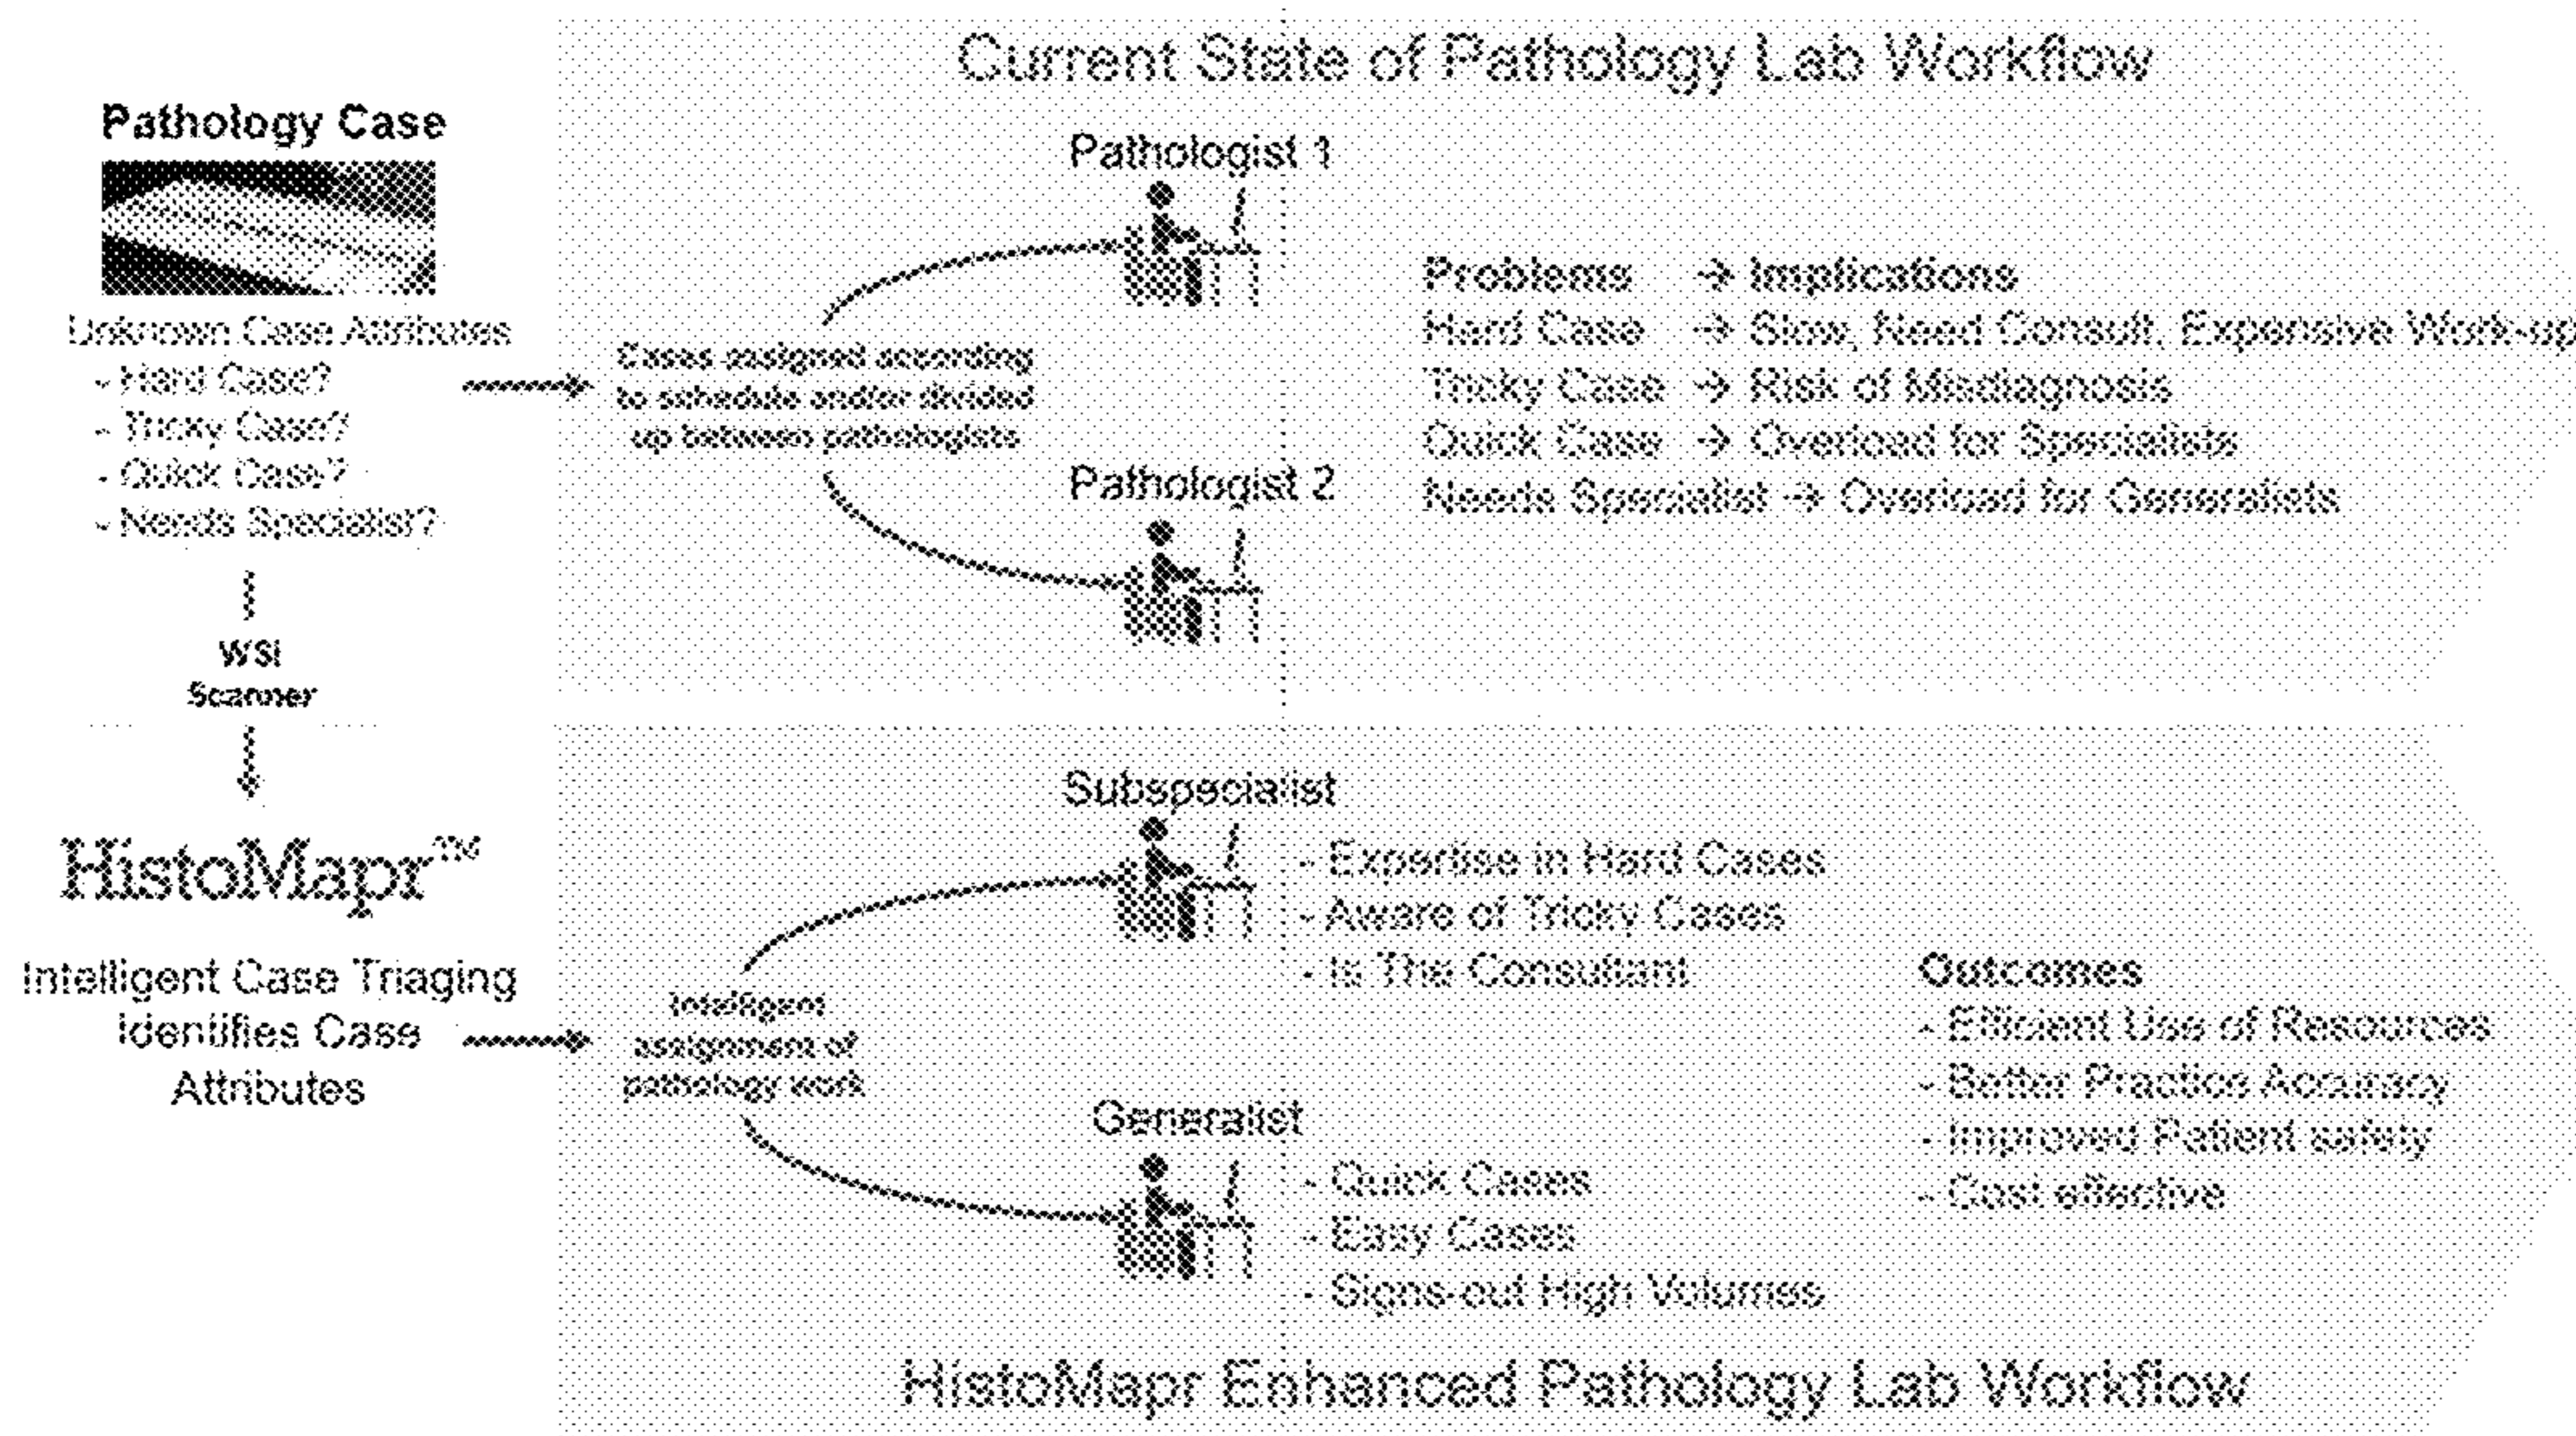 Current State of Pathology Lab Workflow
Pathology Case
Unknown Case Attributes
- Hard Case?
- Tricky Case?
- Quick Case?
- Needs Specialist?
WSI
Scanner
HistoMapr™
Intelligent Case Triaging
Identifies Case
Attributes
Cases assigned according
to schedule and/or divided
up between pathologists
Pathologist 1
Pathologist 2
Problems → Implications
Hard Case → Slow, Need Consult, Expensive Work-up
Tricky Case → Risk of Misdiagnosis
Quick Case → Overload for Specialists
Needs Specialist → Overload for Generalists
Intelligent
assignment of
pathology work
Subspecialist
- Expertise in Hard Cases
- Aware of Tricky Cases
- Is The Consultant
Generalist
- Quick Cases
- Easy Cases
- Signs-out High Volumes
Outcomes
- Efficient Use of Resources
- Better Practice Accuracy
- Improved Patient safety
- Cost effective
HistoMapr Enhanced Pathology Lab Workflow